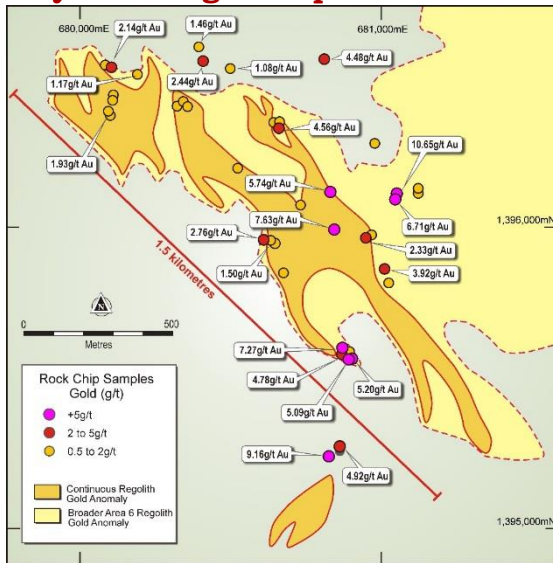 680,000mE
681,000mE
2.14g/t Au
1.46g/t Au
4.48g/t Au
1.17g/t Au
2.44g/t Au
1.08g/t Au
4.56g/t Au
10.65g/t Au
1.93g/t Au
5.74g/t Au
7.63g/t Au
6.71g/t Au
1,396,000mN
2.76g/t Au
2.33g/t Au
1.50g/t Au
3.92g/t Au
1.5 kilometres
N
0 500
Metres
7.27g/t Au
4.78g/t Au
5.20g/t Au
5.09g/t Au
9.16g/t Au
4.92g/t Au
Rock Chip Samples
Gold (g/t)
+5g/t
2 to 5g/t
0.5 to 2g/t
Continuous Regolith
Gold Anomaly
Broader Area 6 Regolith
Gold Anomaly
1,395,000mN